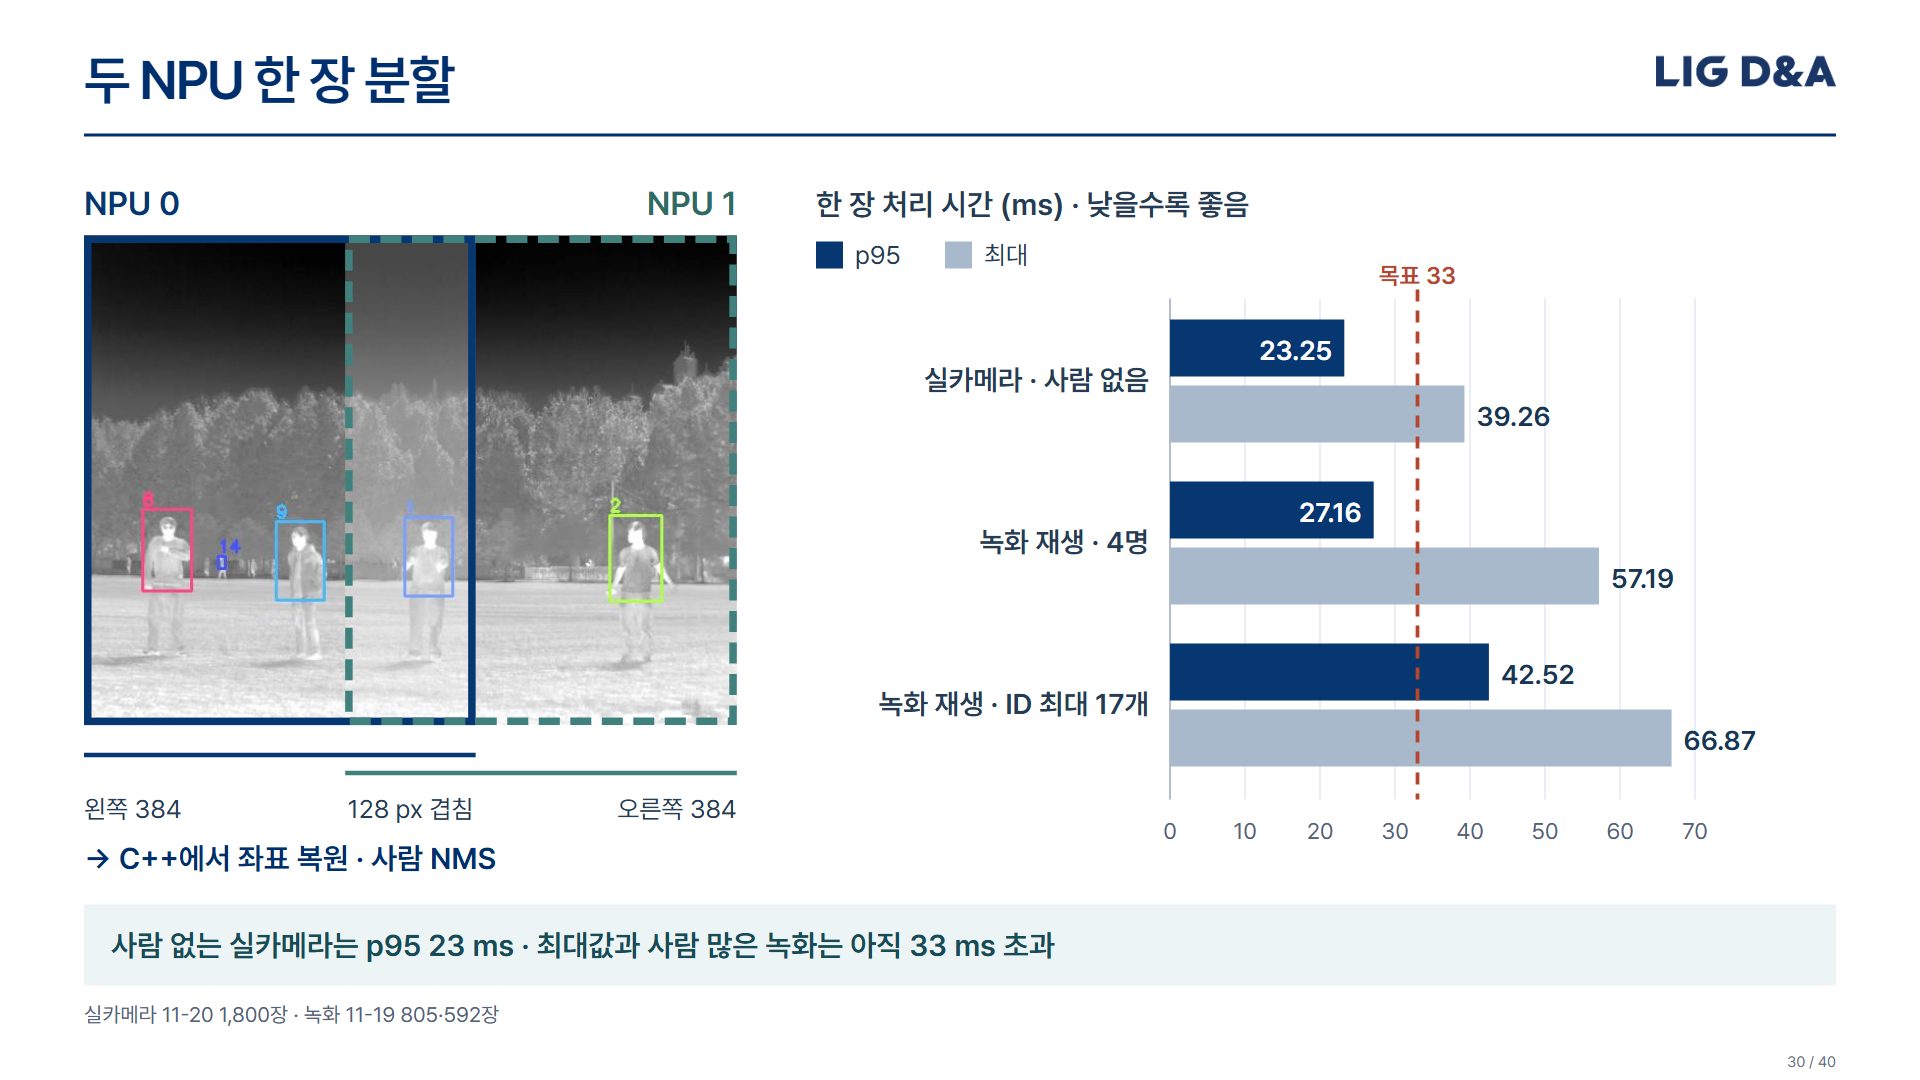 두 NPU 한 장 분할
LIG D&A
NPU 0
NPU 1
8
14
9
1
2
왼쪽 384
128 px 겹침
오른쪽 384
→ C++에서 좌표 복원 · 사람 NMS
한 장 처리 시간 (ms) · 낮을수록 좋음
p95
최대
목표 33
실카메라 · 사람 없음
23.25
39.26
녹화 재생 · 4명
27.16
57.19
녹화 재생 · ID 최대 17개
42.52
66.87
0 10 20 30 40 50 60 70
사람 없는 실카메라는 p95 23 ms · 최대값과 사람 많은 녹화는 아직 33 ms 초과
실카메라 11-20 1,800장 · 녹화 11-19 805·592장
30 / 40